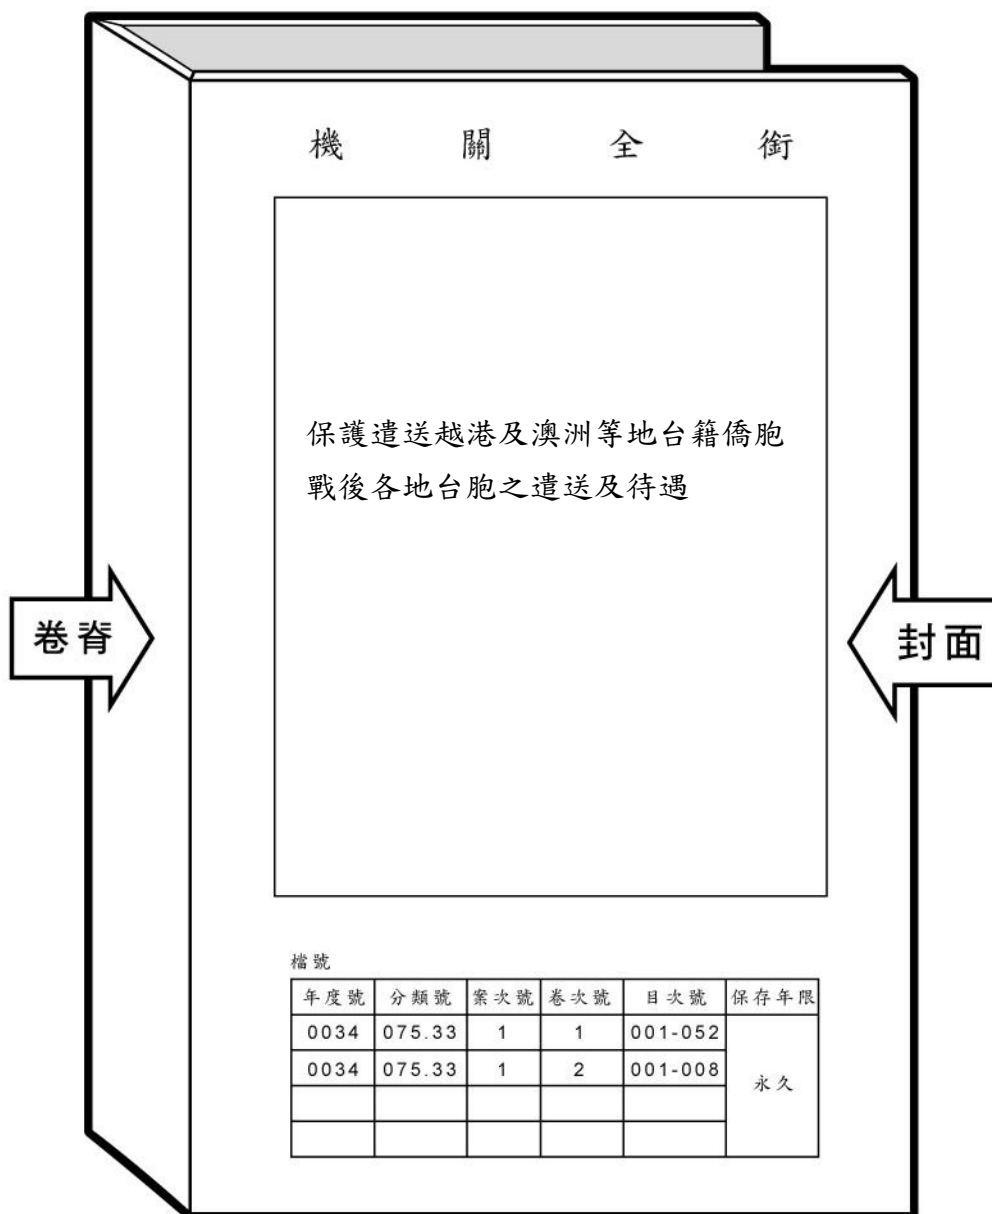 機關全銜
保護遣送越港及澳洲等地台籍僑胞
戰後各地台胞之遣送及待遇
卷脊
封面
檔號
年度號 分類號 案次號 卷次號 目次號 保存年限
0034 075.33 1 1 001-052
0034 075.33 1 2 001-008
永久